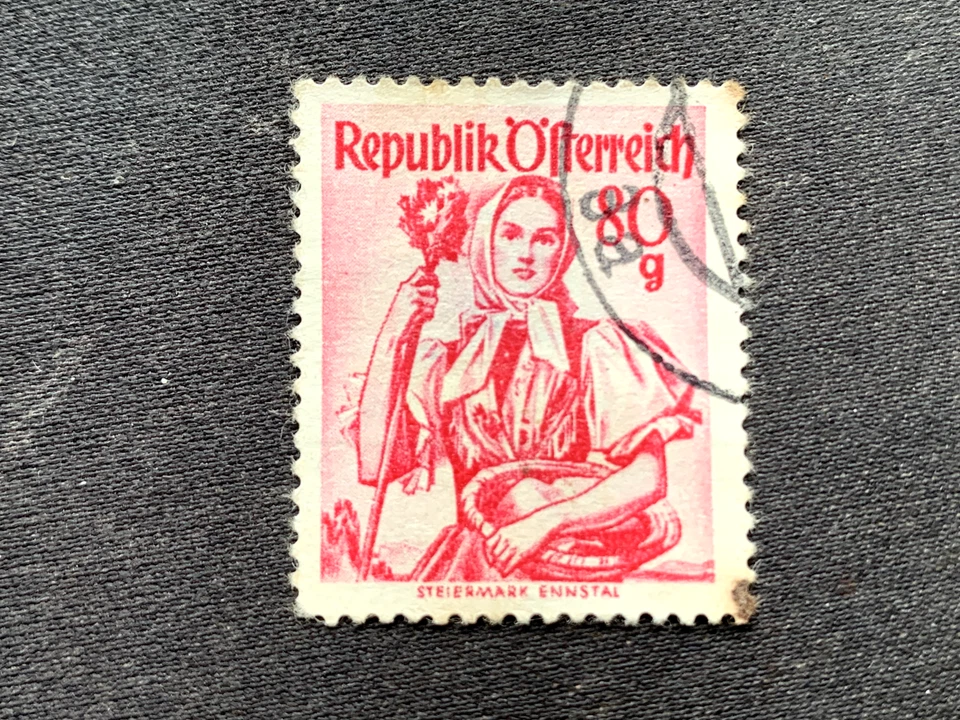 Republik Österreich
80
g
STEIERMARK ENNSTAL